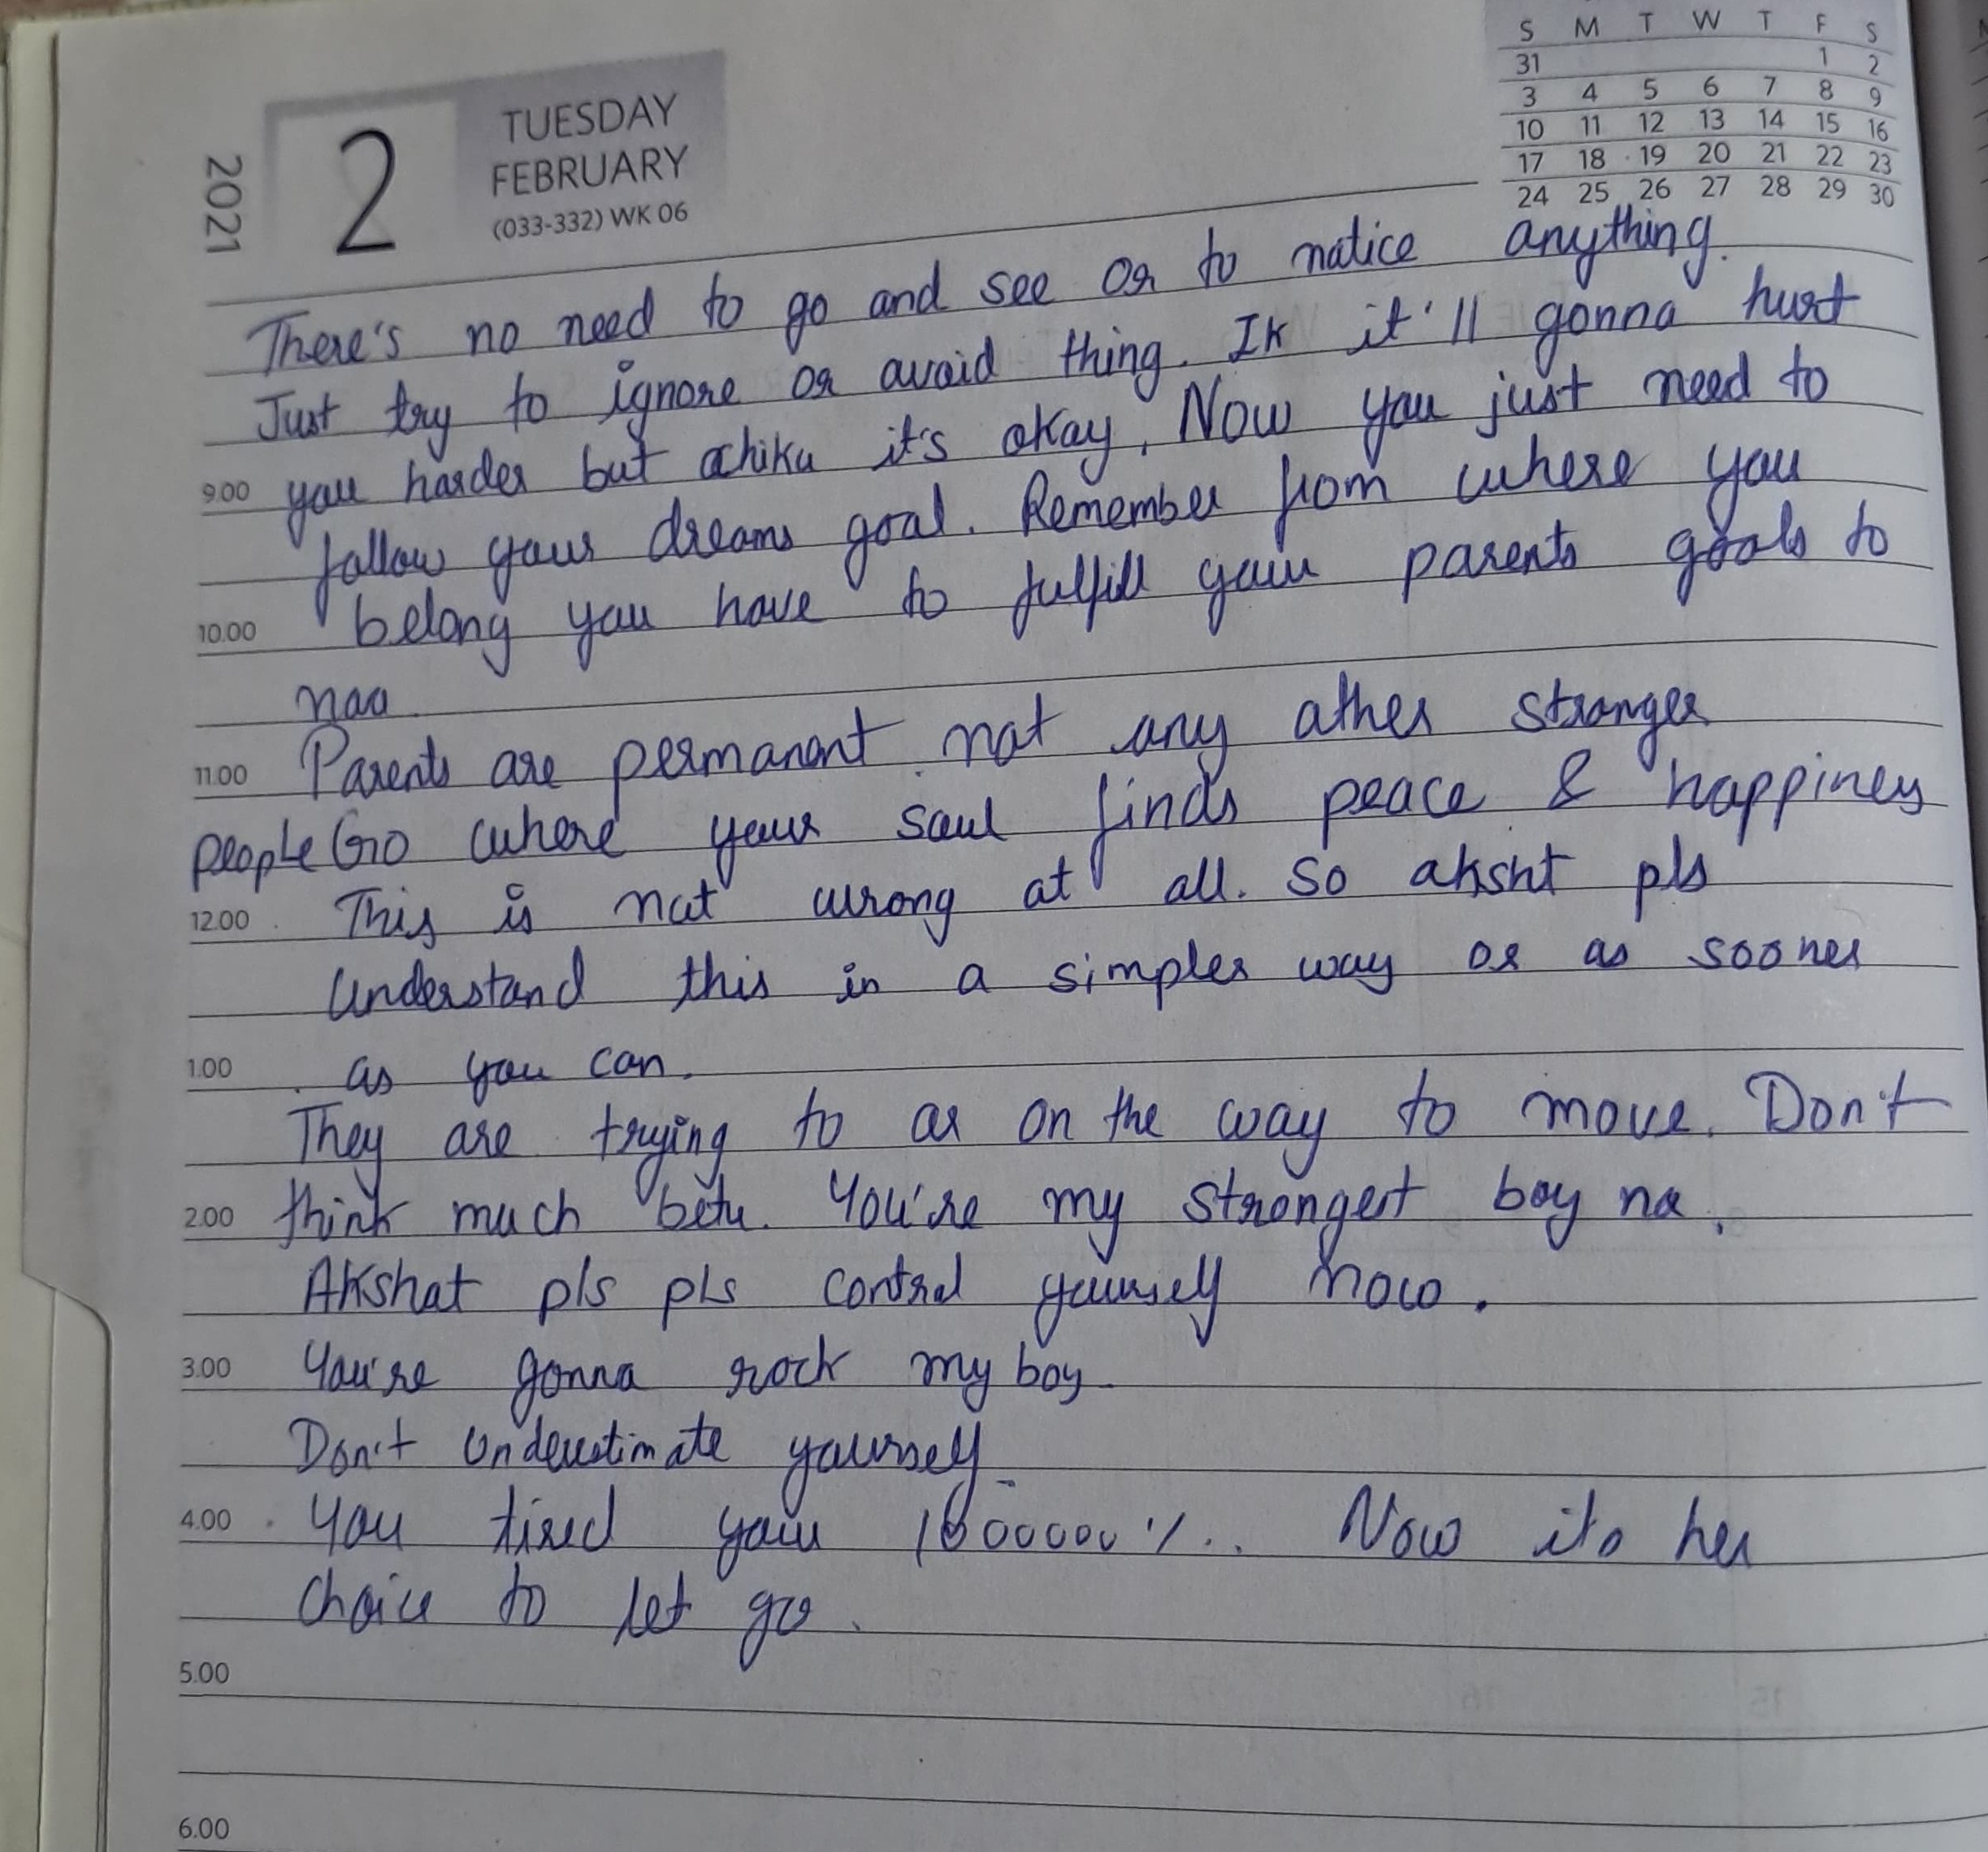 2021
2
TUESDAY
FEBRUARY
(033-332) WK 06
S M T W T F S
31 1 2
3 4 5 6 7 8 9
10 11 12 13 14 15 16
17 18 19 20 21 22 23
24 25 26 27 28 29 30
There's no need to go and see or to notice anything.
Just try to ignore or avoid thing. Ik it'll gonna hurt
9.00 you harder but chiku it's okay. Now you just need to
follow your dreams goal. Remember from where you
10.00 belong you have to fulfill your parents goals to
naa
11.00 Parents are permanent not any other stranger
people Go where your soul finds peace & happiness
12.00 This is not wrong at all. So aksht pls
Understand this in a simpler way or as sooner
1.00 as you can.
They are trying to or on the way to move. Don't
2.00 think much betu. You're my strongest boy na.
Akshat pls pls control yourself now.
3.00 You're gonna rock my boy.
Don't Underestimate yourself
4.00 You tired your 1000000%.. Now its her
choice to let go.
5.00
6.00